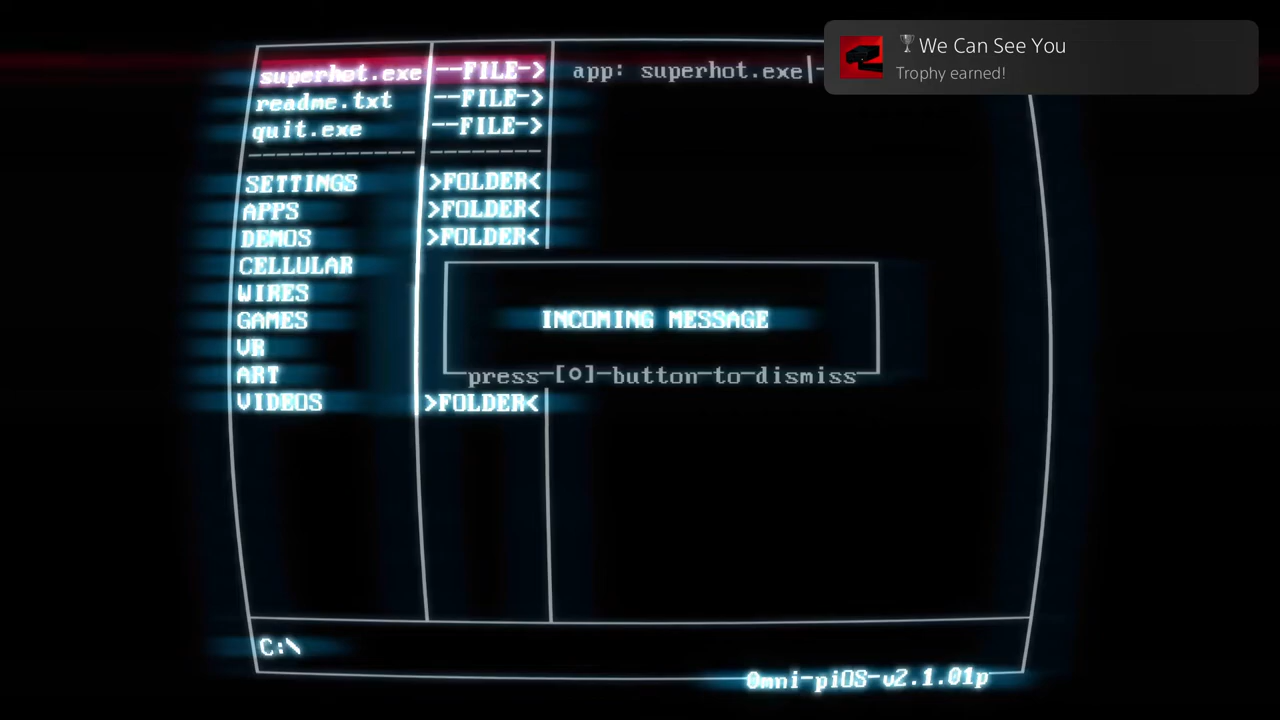 We Can See You
Trophy earned!
superhot.exe --FILE-> app: superhot.exe
readme.txt --FILE->
quit.exe --FILE->
SETTINGS >FOLDER<
APPS >FOLDER<
DEMOS >FOLDER<
CELLULAR
WIRES
GAMES
VR
ART
VIDEOS >FOLDER<
INCOMING MESSAGE
press-[O]-button-to-dismiss
C:\
Omni-piOS-v2.1.01p